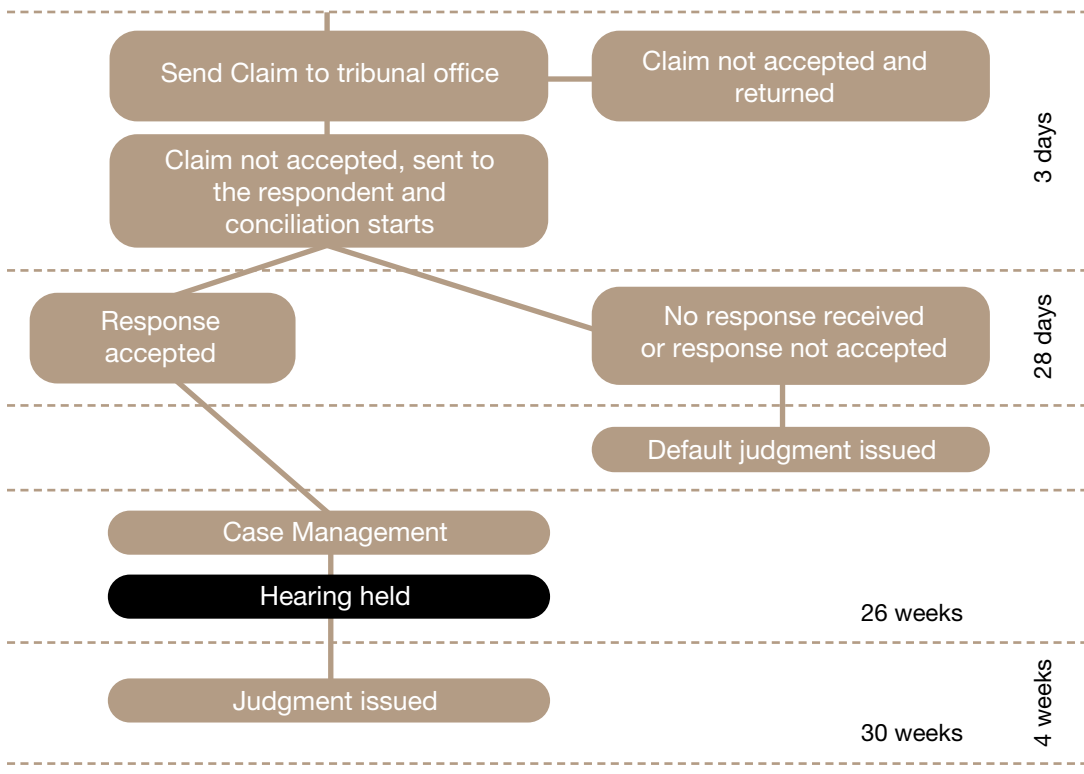 Send Claim to tribunal office
Claim not accepted and
returned
3 days
Claim not accepted, sent to
the respondent and
conciliation starts
Response
accepted
No response received
or response not accepted
28 days
Default judgment issued
Case Management
Hearing held
26 weeks
Judgment issued
30 weeks
4 weeks